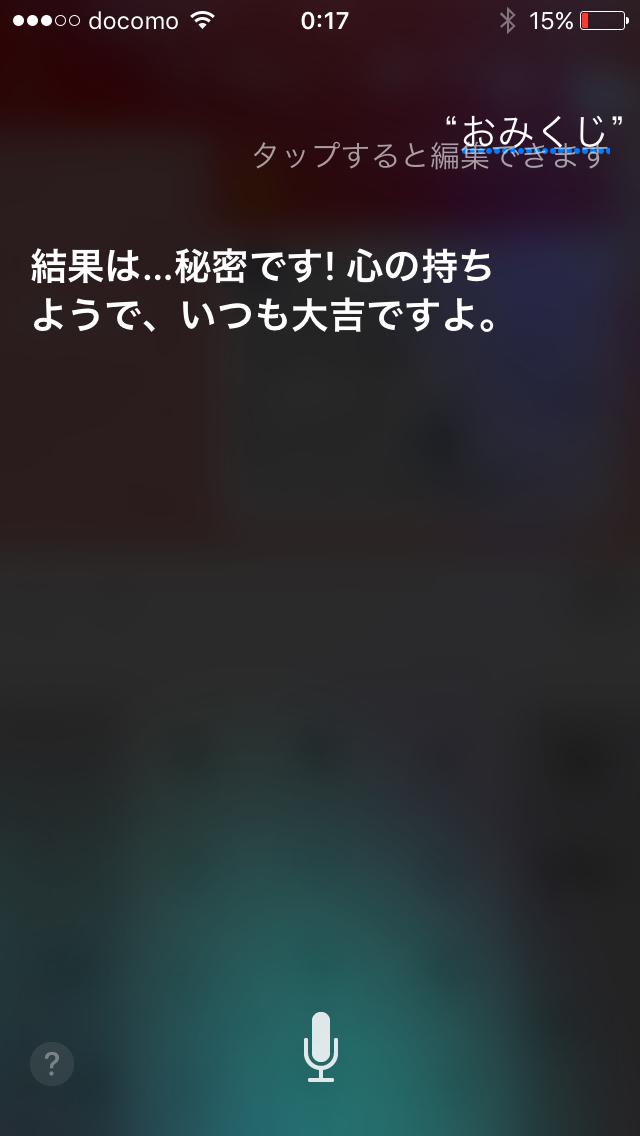 docomo 0:17 15%
“おみくじ”
タップすると編集できます
結果は...秘密です! 心の持ち
ようで、いつも大吉ですよ。
?